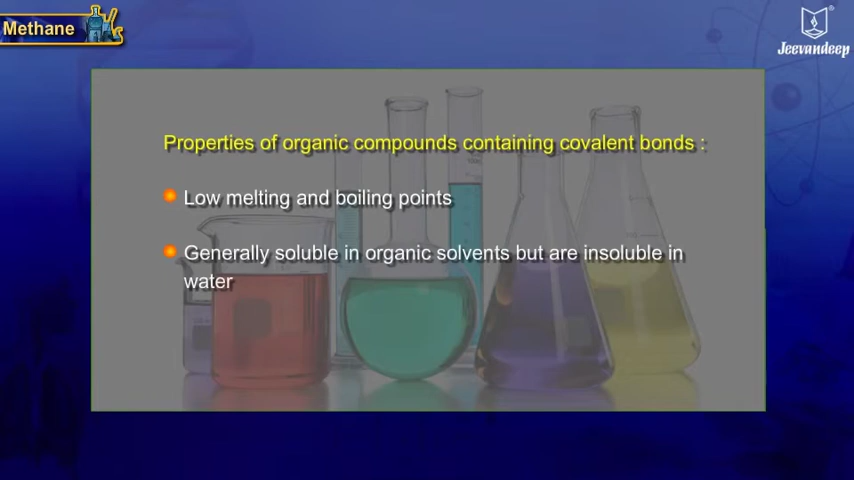 Methane
Jeevandeep
Properties of organic compounds containing covalent bonds :
Low melting and boiling points
Generally soluble in organic solvents but are insoluble in
water